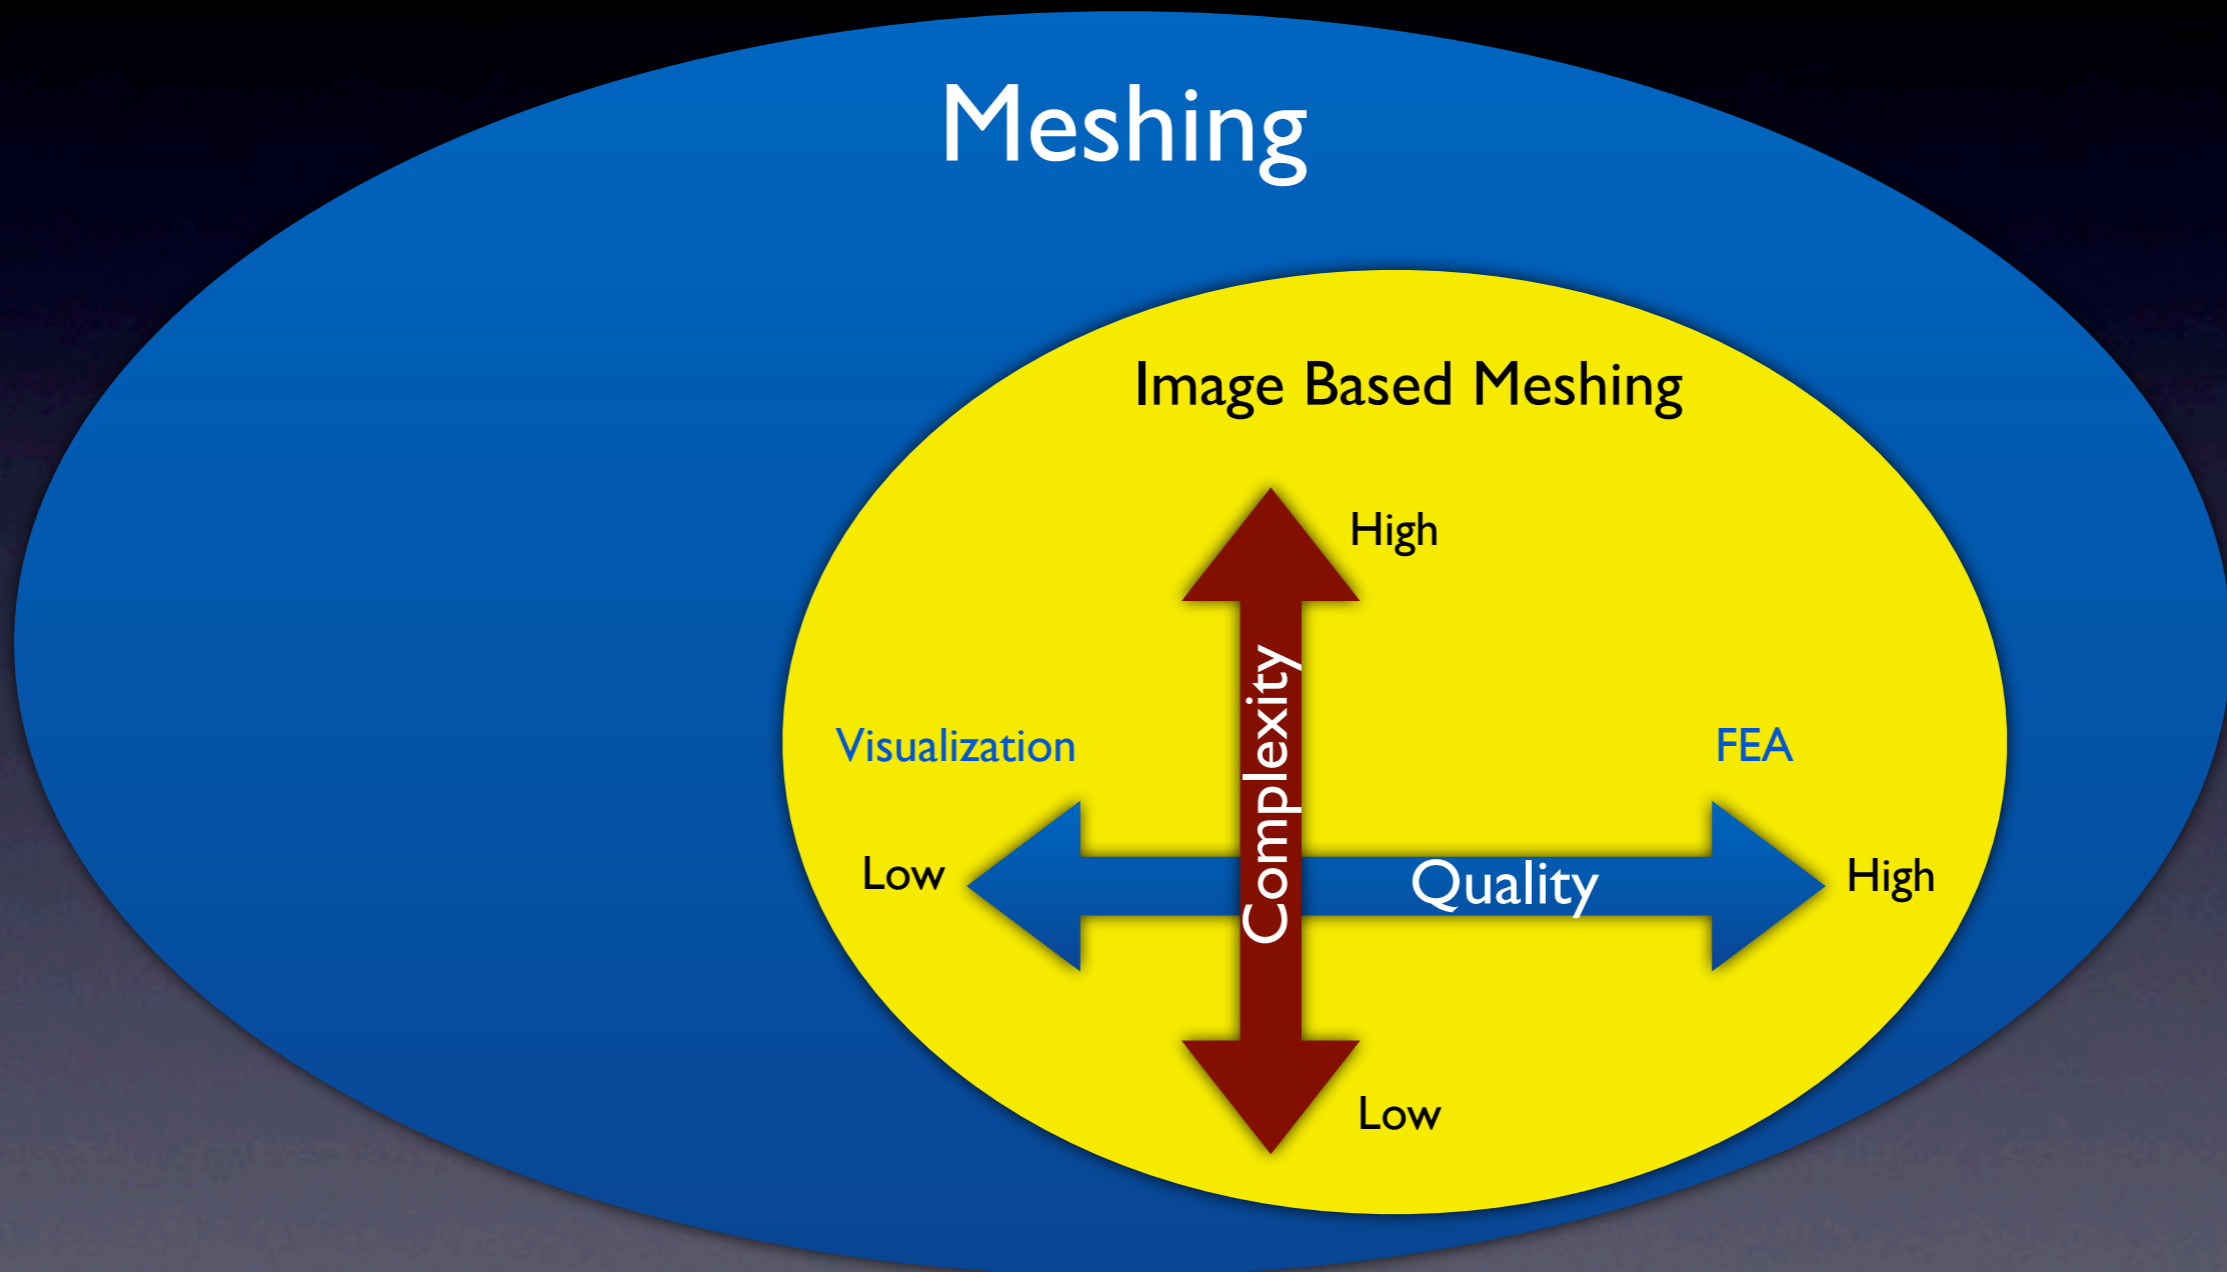 Meshing
Image Based Meshing
High
Complexity
Visualization
FEA
Low
Quality
High
Low